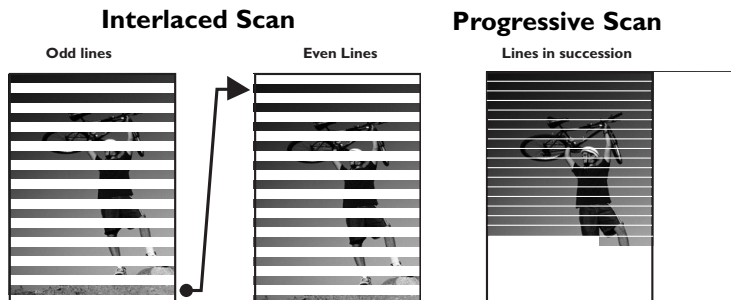 Interlaced Scan
Progressive Scan
Odd lines
Even Lines
Lines in succession